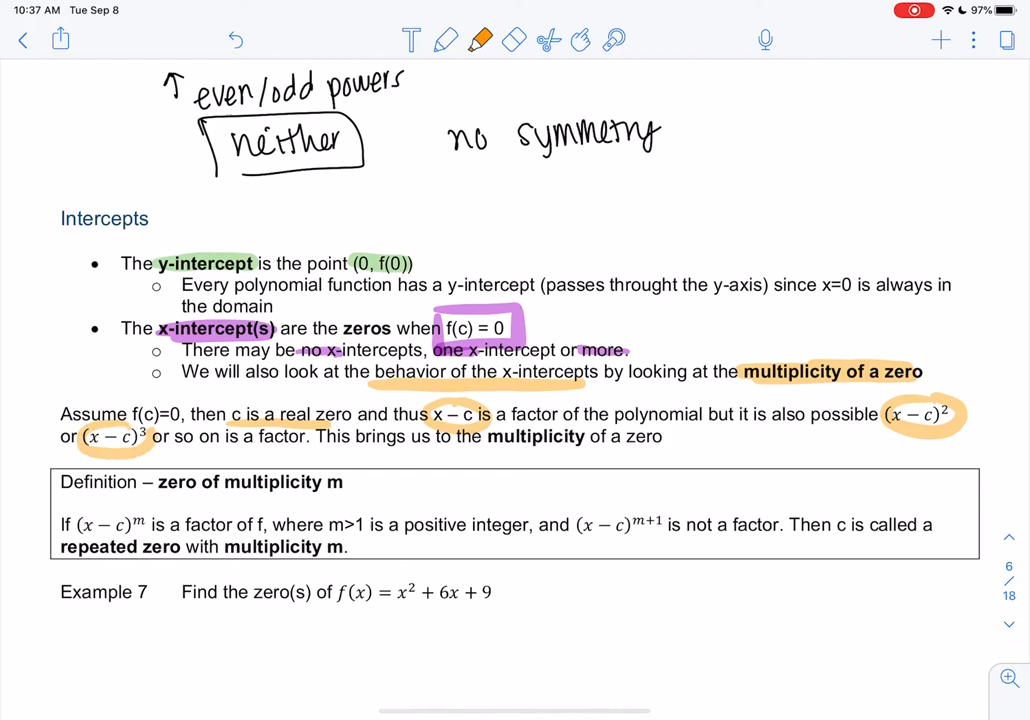 10:37 AM Tue Sep 8
97%
↑ even/odd powers
neither no symmetry
Intercepts
• The y-intercept is the point (0, f(0))
o Every polynomial function has a y-intercept (passes throught the y-axis) since x=0 is always in
the domain
• The x-intercept(s) are the zeros when f(c) = 0
o There may be no x-intercepts, one x-intercept or more.
o We will also look at the behavior of the x-intercepts by looking at the multiplicity of a zero
Assume f(c)=0, then c is a real zero and thus x – c is a factor of the polynomial but it is also possible (x − c)²
or (x − c)³ or so on is a factor. This brings us to the multiplicity of a zero
Definition – zero of multiplicity m
If (x − c)ᵐ is a factor of f, where m>1 is a positive integer, and (x − c)ᵐ⁺¹ is not a factor. Then c is called a
repeated zero with multiplicity m.
Example 7 Find the zero(s) of f(x) = x² + 6x + 9
6
/
18